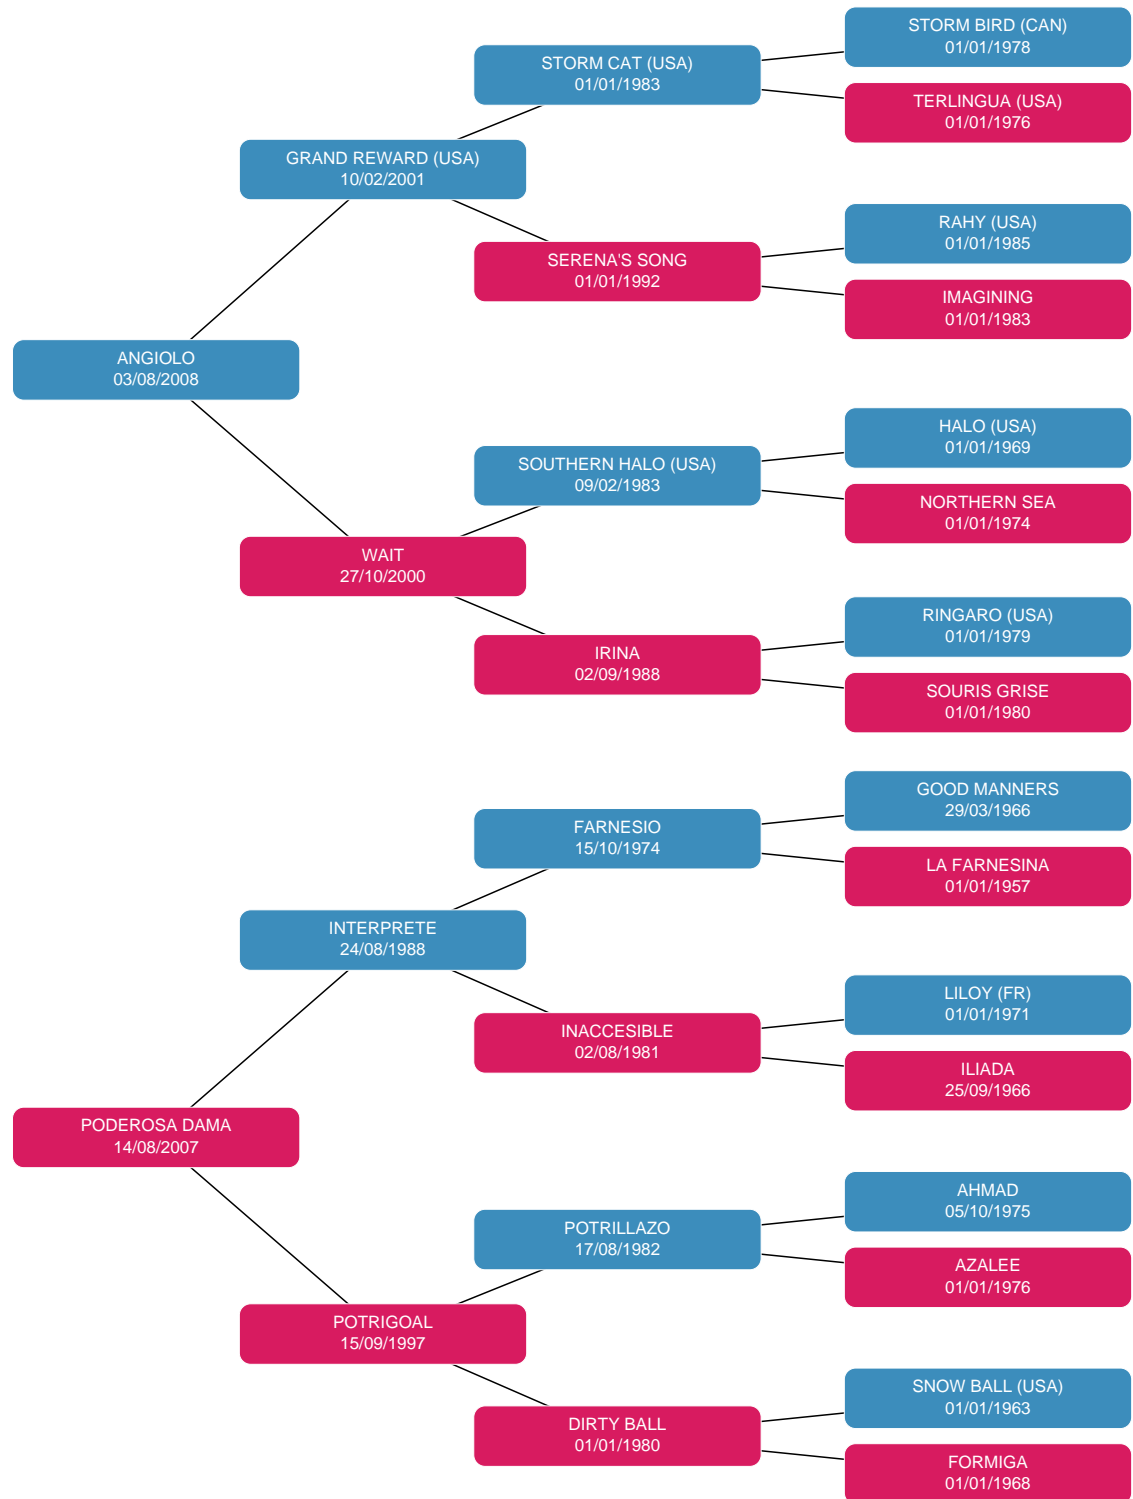 STORM BIRD (CAN)
01/01/1978
STORM CAT (USA)
01/01/1983
TERLINGUA (USA)
01/01/1976
GRAND REWARD (USA)
10/02/2001
RAHY (USA)
01/01/1985
SERENA'S SONG
01/01/1992
IMAGINING
01/01/1983
ANGIOLO
03/08/2008
HALO (USA)
01/01/1969
SOUTHERN HALO (USA)
09/02/1983
NORTHERN SEA
01/01/1974
WAIT
27/10/2000
RINGARO (USA)
01/01/1979
IRINA
02/09/1988
SOURIS GRISE
01/01/1980
GOOD MANNERS
29/03/1966
FARNESIO
15/10/1974
LA FARNESINA
01/01/1957
INTERPRETE
24/08/1988
LILOY (FR)
01/01/1971
INACCESIBLE
02/08/1981
ILIADA
25/09/1966
PODEROSA DAMA
14/08/2007
AHMAD
05/10/1975
POTRILLAZO
17/08/1982
AZALEE
01/01/1976
POTRIGOAL
15/09/1997
SNOW BALL (USA)
01/01/1963
DIRTY BALL
01/01/1980
FORMIGA
01/01/1968